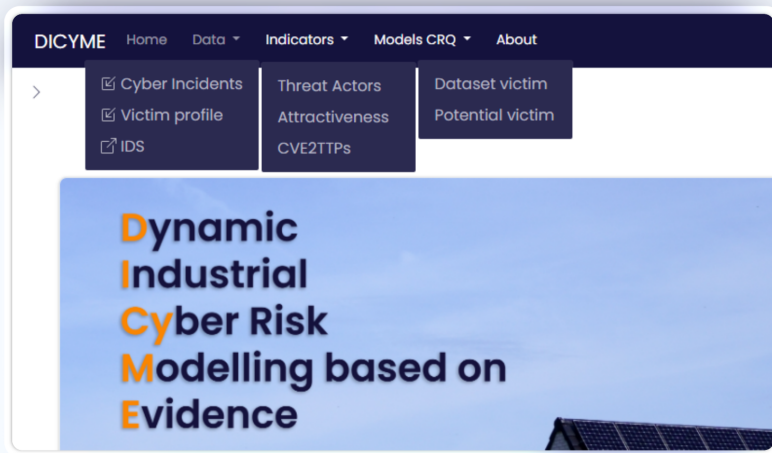 DICYME Home Data Indicators Models CRQ About
Cyber Incidents Threat Actors Dataset victim
Victim profile Attractiveness Potential victim
IDS CVE2TTPs
Dynamic
Industrial
Cyber Risk
Modelling based on
Evidence